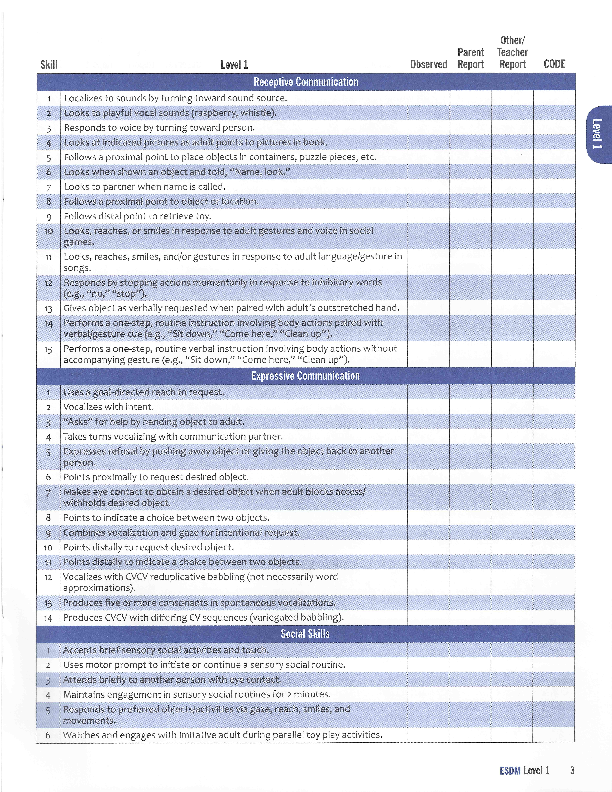 Other/
Parent Teacher
Skill Level 1 Observed Report Report CODE
Receptive Communication
1 Localizes to sounds by turning toward sound source.
2 Looks to playful vocal sounds (raspberry, whistle).
3 Responds to voice by turning toward person.
4 Looks at indicated pictures as adult points to pictures in book.
5 Follows a proximal point to place objects in containers, puzzle pieces, etc.
6 Looks when shown an object and told, "Name, look."
7 Looks to partner when name is called.
8 Follows a proximal point to object or location.
9 Follows distal point to retrieve toy.
10 Looks, reaches, or smiles in response to adult gestures and voice in social
games.
11 Looks, reaches, smiles, and/or gestures in response to adult language/gesture in
songs.
12 Responds by stopping actions momentarily in response to inhibitory words
(e.g., "no," "stop").
13 Gives object as verbally requested when paired with adult's outstretched hand.
14 Performs a one-step, routine instruction involving body actions paired with
verbal/gesture cue (e.g., "Sit down," "Come here," "Clean up").
15 Performs a one-step, routine verbal instruction involving body actions without
accompanying gesture (e.g., "Sit down," "Come here," "Clean up").
Expressive Communication
1 Uses a goal-directed reach to request.
2 Vocalizes with intent.
3 "Asks" for help by handing object to adult.
4 Takes turns vocalizing with communication partner.
5 Expresses refusal by pushing away object or giving the object back to another
person.
6 Points proximally to request desired object.
7 Makes eye contact to obtain a desired object when adult blocks access/
withholds desired object.
8 Points to indicate a choice between two objects.
9 Combines vocalization and gaze for intentional request.
10 Points distally to request desired object.
11 Points distally to indicate a choice between two objects.
12 Vocalizes with CVCV reduplicative babbling (not necessarily word
approximations).
13 Produces five or more consonants in spontaneous vocalizations.
14 Produces CVCV with differing CV sequences (variegated babbling).
Social Skills
1 Accepts brief sensory social activities and touch.
2 Uses motor prompt to initiate or continue a sensory social routine.
3 Attends briefly to another person with eye contact.
4 Maintains engagement in sensory social routines for 2 minutes.
5 Responds to preferred objects/activities via gaze, reach, smiles, and
movements.
6 Watches and engages with imitative adult during parallel toy play activities.
Level 1
ESDM Level 1 3